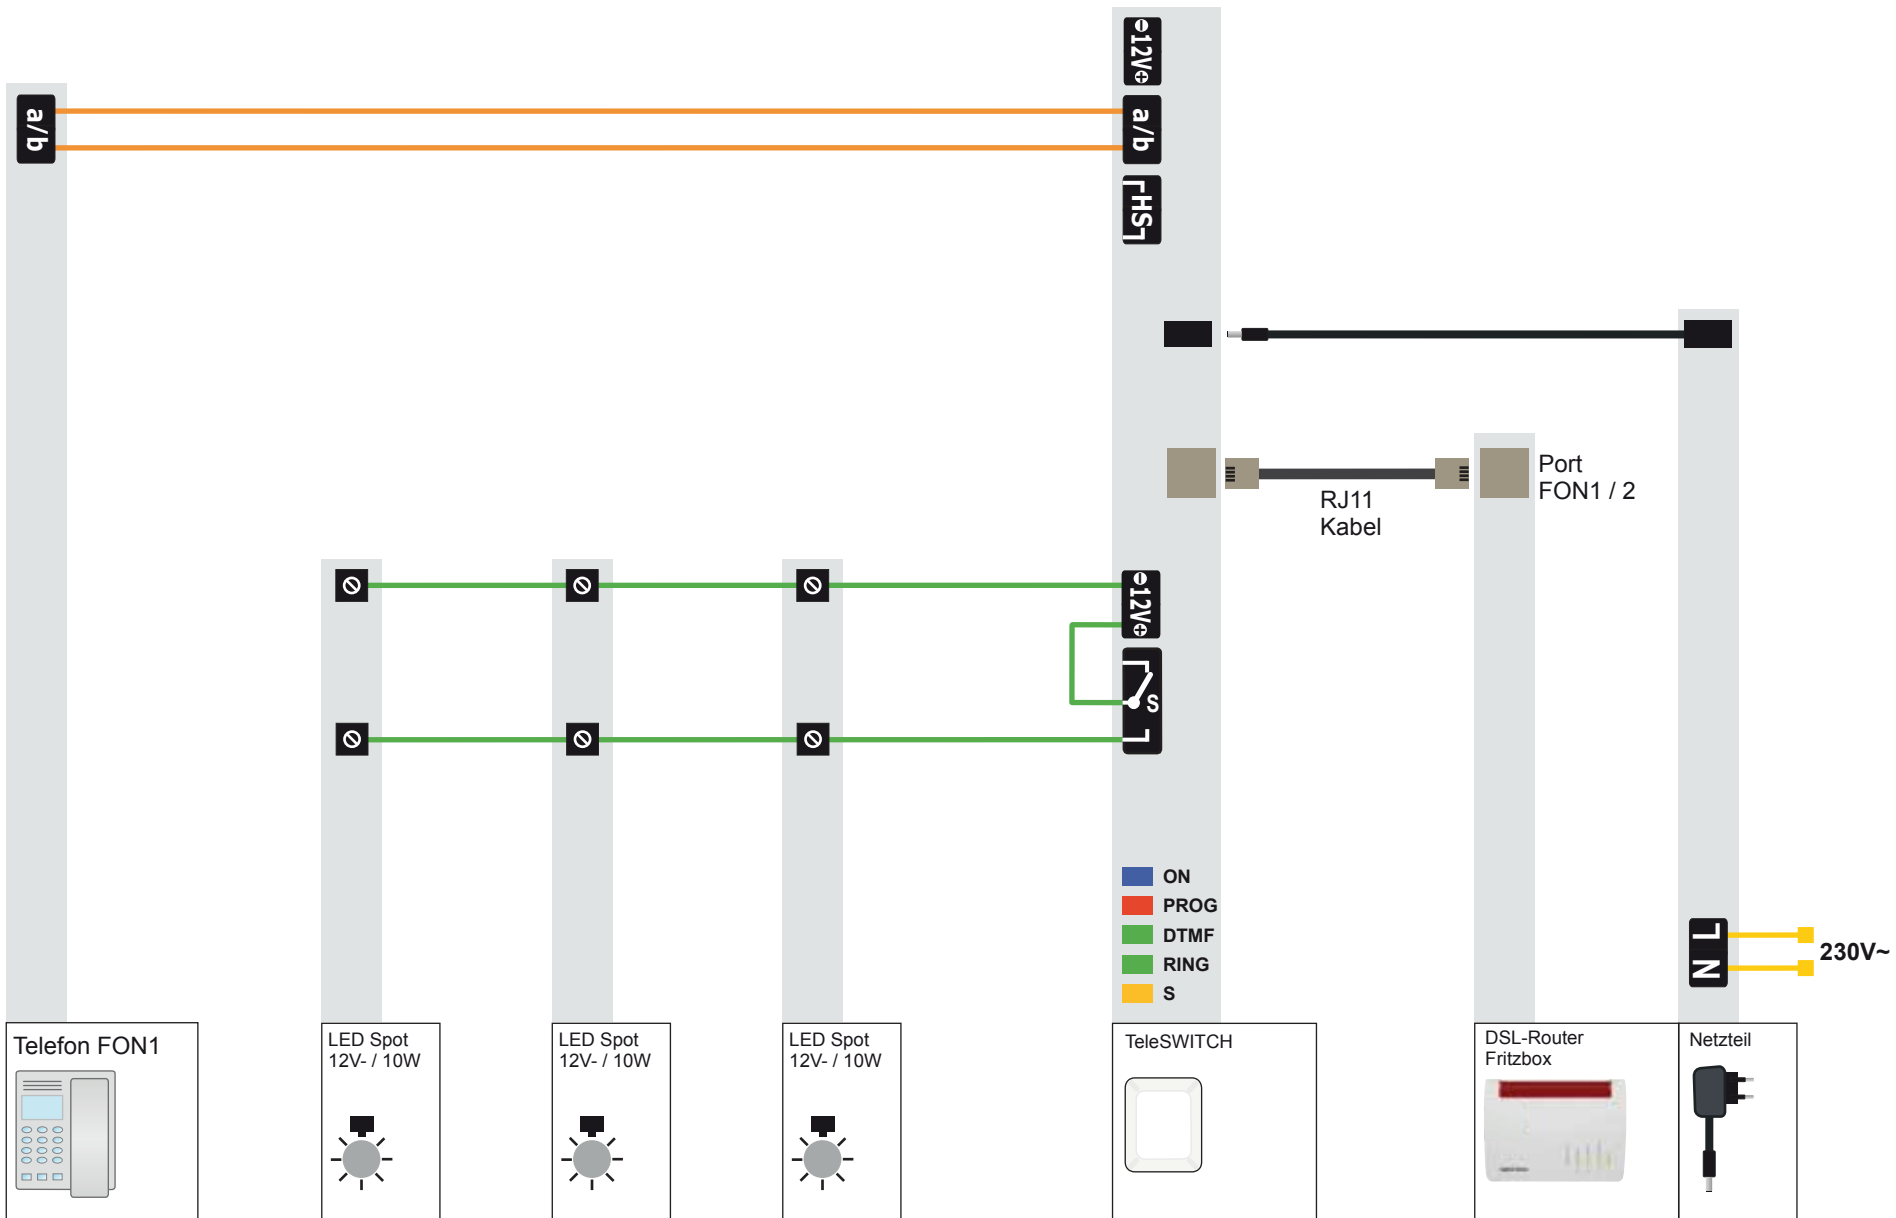 ⊖12V⊕
a/b
a/b
HS
Port
FON1 / 2
RJ11
Kabel
⊖12V⊕
S
ON
PROG
DTMF
RING
S
N L
230V~
Telefon FON1
LED Spot
12V- / 10W
LED Spot
12V- / 10W
LED Spot
12V- / 10W
TeleSWITCH
DSL-Router
Fritzbox
Netzteil